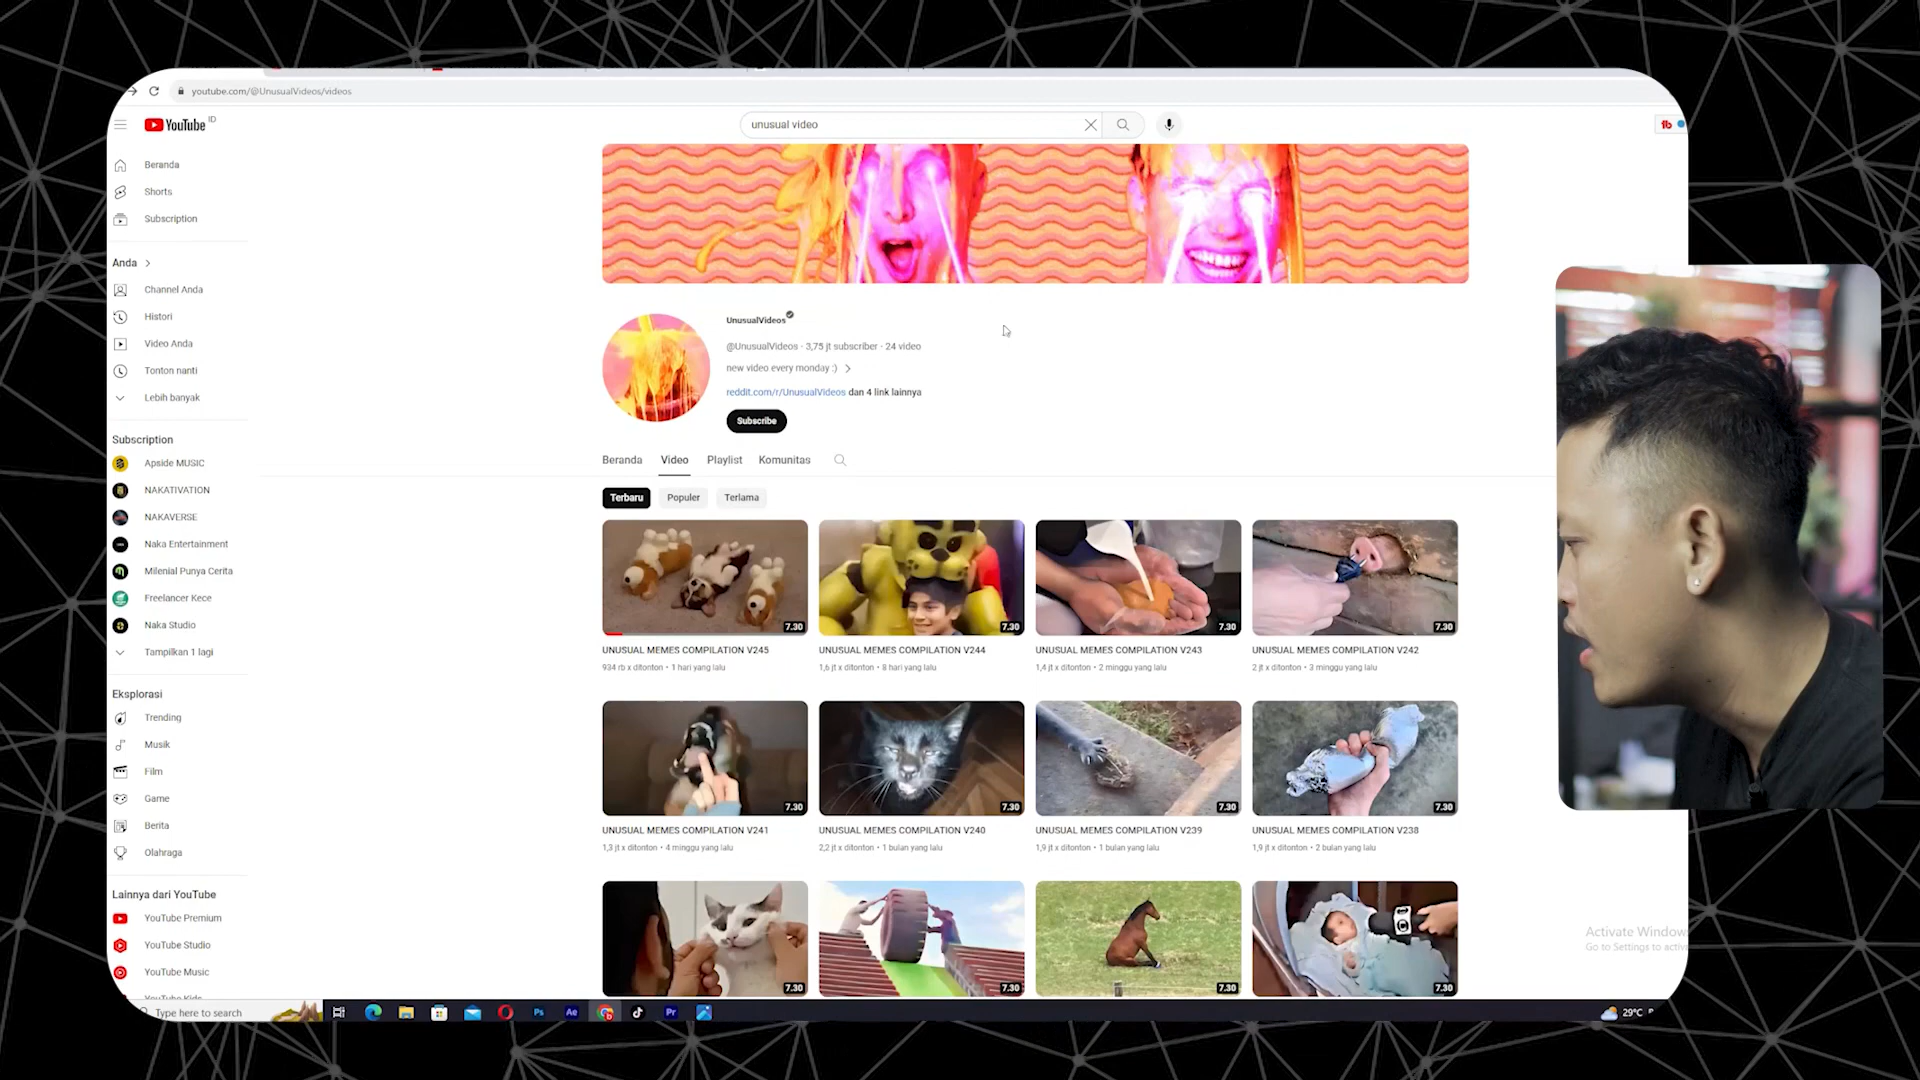 youtube.com/@UnusualVideos/videos
YouTube ID
unusual video
Beranda
Shorts
Subscription
Anda
Channel Anda
Histori
Video Anda
Tonton nanti
Lebih banyak
Subscription
Apside MUSIC
NAKATIVATION
NAKAVERSE
Naka Entertainment
Milenial Punya Cerita
Freelancer Kece
Naka Studio
Tampilkan 1 lagi
Eksplorasi
Trending
Musik
Film
Game
Berita
Olahraga
Lainnya dari YouTube
YouTube Premium
YouTube Studio
YouTube Music
YouTube Kids
UnusualVideos
@UnusualVideos · 3,75 jt subscriber · 24 video
new video every monday :)
reddit.com/r/UnusualVideos dan 4 link lainnya
Subscribe
Beranda Video Playlist Komunitas
Terbaru Populer Terlama
7.30 7.30 7.30 7.30
UNUSUAL MEMES COMPILATION V245 UNUSUAL MEMES COMPILATION V244 UNUSUAL MEMES COMPILATION V243 UNUSUAL MEMES COMPILATION V242
934 rb x ditonton • 1 hari yang lalu 1,6 jt x ditonton • 8 hari yang lalu 1,4 jt x ditonton • 2 minggu yang lalu 2 jt x ditonton • 3 minggu yang lalu
7.30 7.30 7.30 7.30
UNUSUAL MEMES COMPILATION V241 UNUSUAL MEMES COMPILATION V240 UNUSUAL MEMES COMPILATION V239 UNUSUAL MEMES COMPILATION V238
1,3 jt x ditonton • 4 minggu yang lalu 2,2 jt x ditonton • 1 bulan yang lalu 1,9 jt x ditonton • 1 bulan yang lalu 1,9 jt x ditonton • 2 bulan yang lalu
7.30 7.30 7.30 7.30
Activate Window
Go to Settings to activ
Type here to search
Ps Ae Pr
29°C